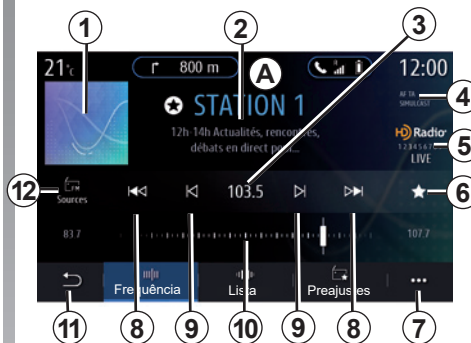 1 2 3
21°c 800 m A R 12:00
4 AF TA
SIMULCAST
STATION 1
12h-14h Actualités, rencontres,
débats en direct pour...
HD Radio
5
LIVE
12 FM
Sources 103.5 6
83.7 107.7
Frequência Lista Preajustes
11 8 9 10 9 8 7